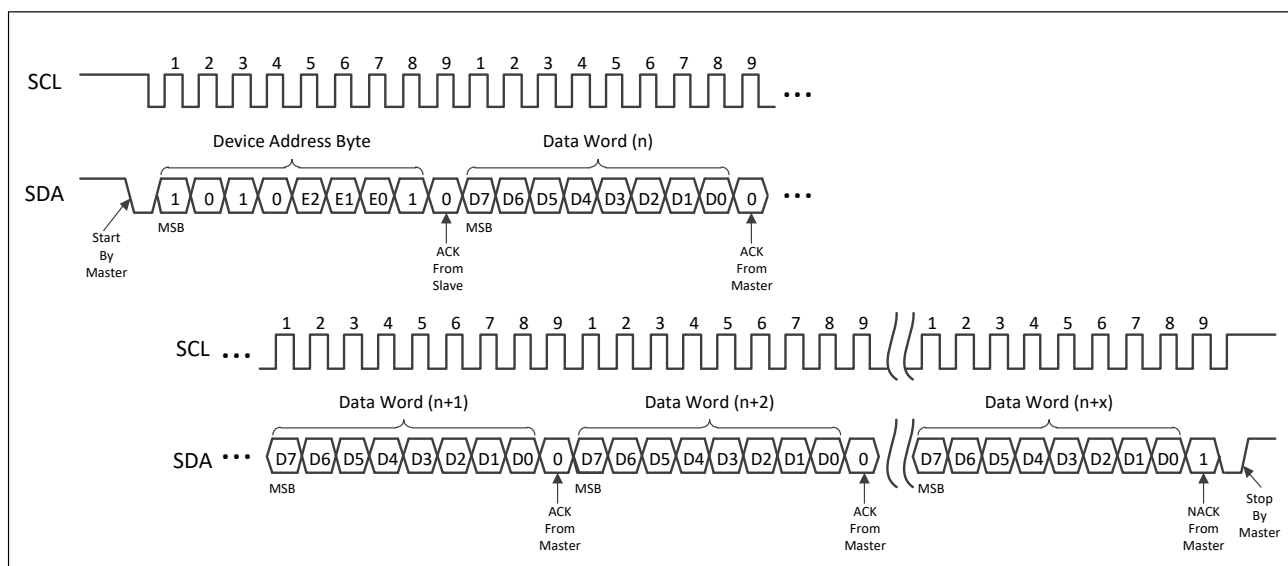 1 2 3 4 5 6 7 8 9 1 2 3 4 5 6 7 8 9
SCL ...
Device Address Byte Data Word (n)
SDA 1 0 1 0 E2 E1 E0 1 0 D7 D6 D5 D4 D3 D2 D1 D0 0 ...
MSB MSB
Start
By
Master
ACK
From
Slave
ACK
From
Master
1 2 3 4 5 6 7 8 9 1 2 3 4 5 6 7 8 9 1 2 3 4 5 6 7 8 9
SCL ...
Data Word (n+1) Data Word (n+2) Data Word (n+x)
SDA ... D7 D6 D5 D4 D3 D2 D1 D0 0 D7 D6 D5 D4 D3 D2 D1 D0 0 D7 D6 D5 D4 D3 D2 D1 D0 1
MSB MSB MSB
ACK
From
Master
ACK
From
Master
NACK
From
Master
Stop
By
Master